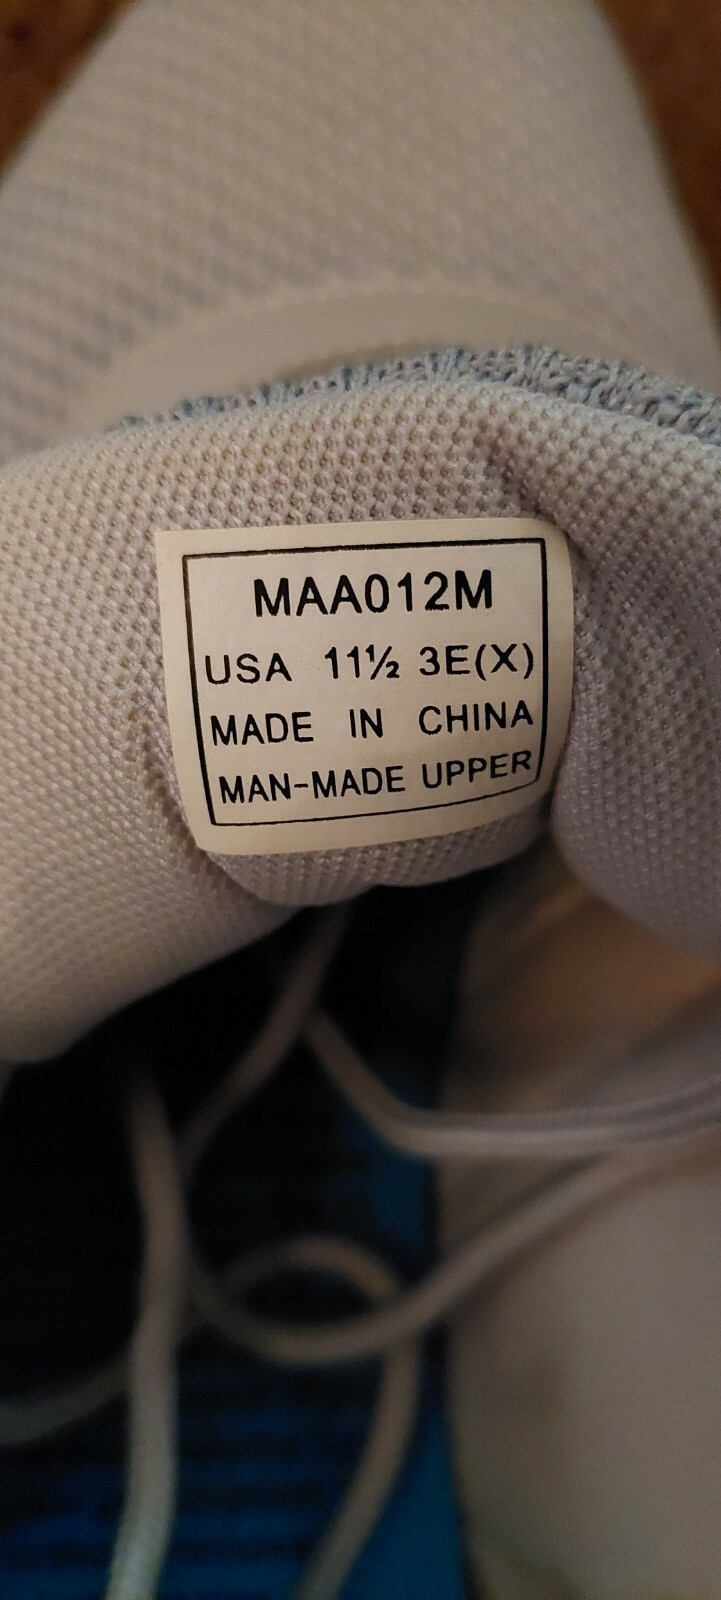 MAA012M
USA 11½ 3E(X)
MADE IN CHINA
MAN-MADE UPPER